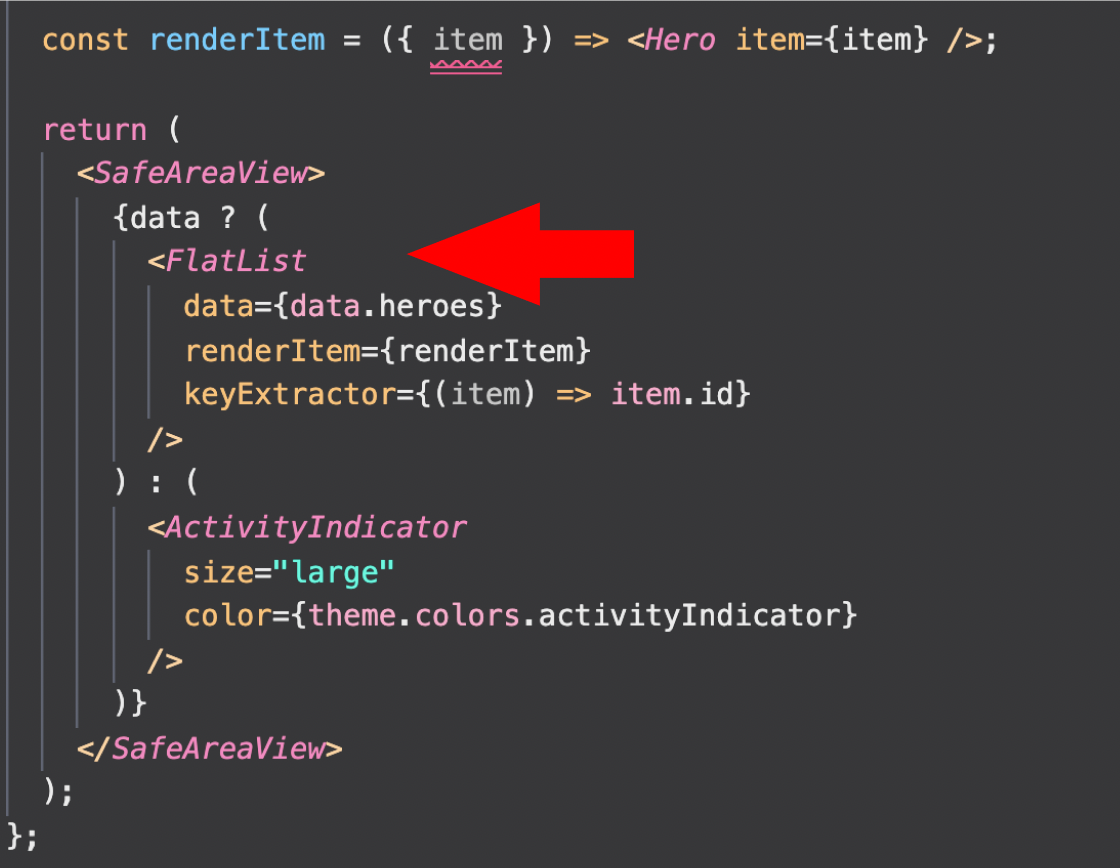 const renderItem = ({ item }) => <Hero item={item} />;
return (
<SafeAreaView>
{data ? (
<FlatList
data={data.heroes}
renderItem={renderItem}
keyExtractor={(item) => item.id}
/>
) : (
<ActivityIndicator
size="large"
color={theme.colors.activityIndicator}
/>
)}
</SafeAreaView>
);
};